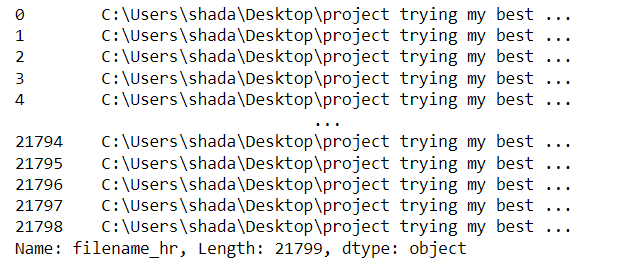 0 C:\Users\shada\Desktop\project trying my best ...
1 C:\Users\shada\Desktop\project trying my best ...
2 C:\Users\shada\Desktop\project trying my best ...
3 C:\Users\shada\Desktop\project trying my best ...
4 C:\Users\shada\Desktop\project trying my best ...
...
21794 C:\Users\shada\Desktop\project trying my best ...
21795 C:\Users\shada\Desktop\project trying my best ...
21796 C:\Users\shada\Desktop\project trying my best ...
21797 C:\Users\shada\Desktop\project trying my best ...
21798 C:\Users\shada\Desktop\project trying my best ...
Name: filename_hr, Length: 21799, dtype: object